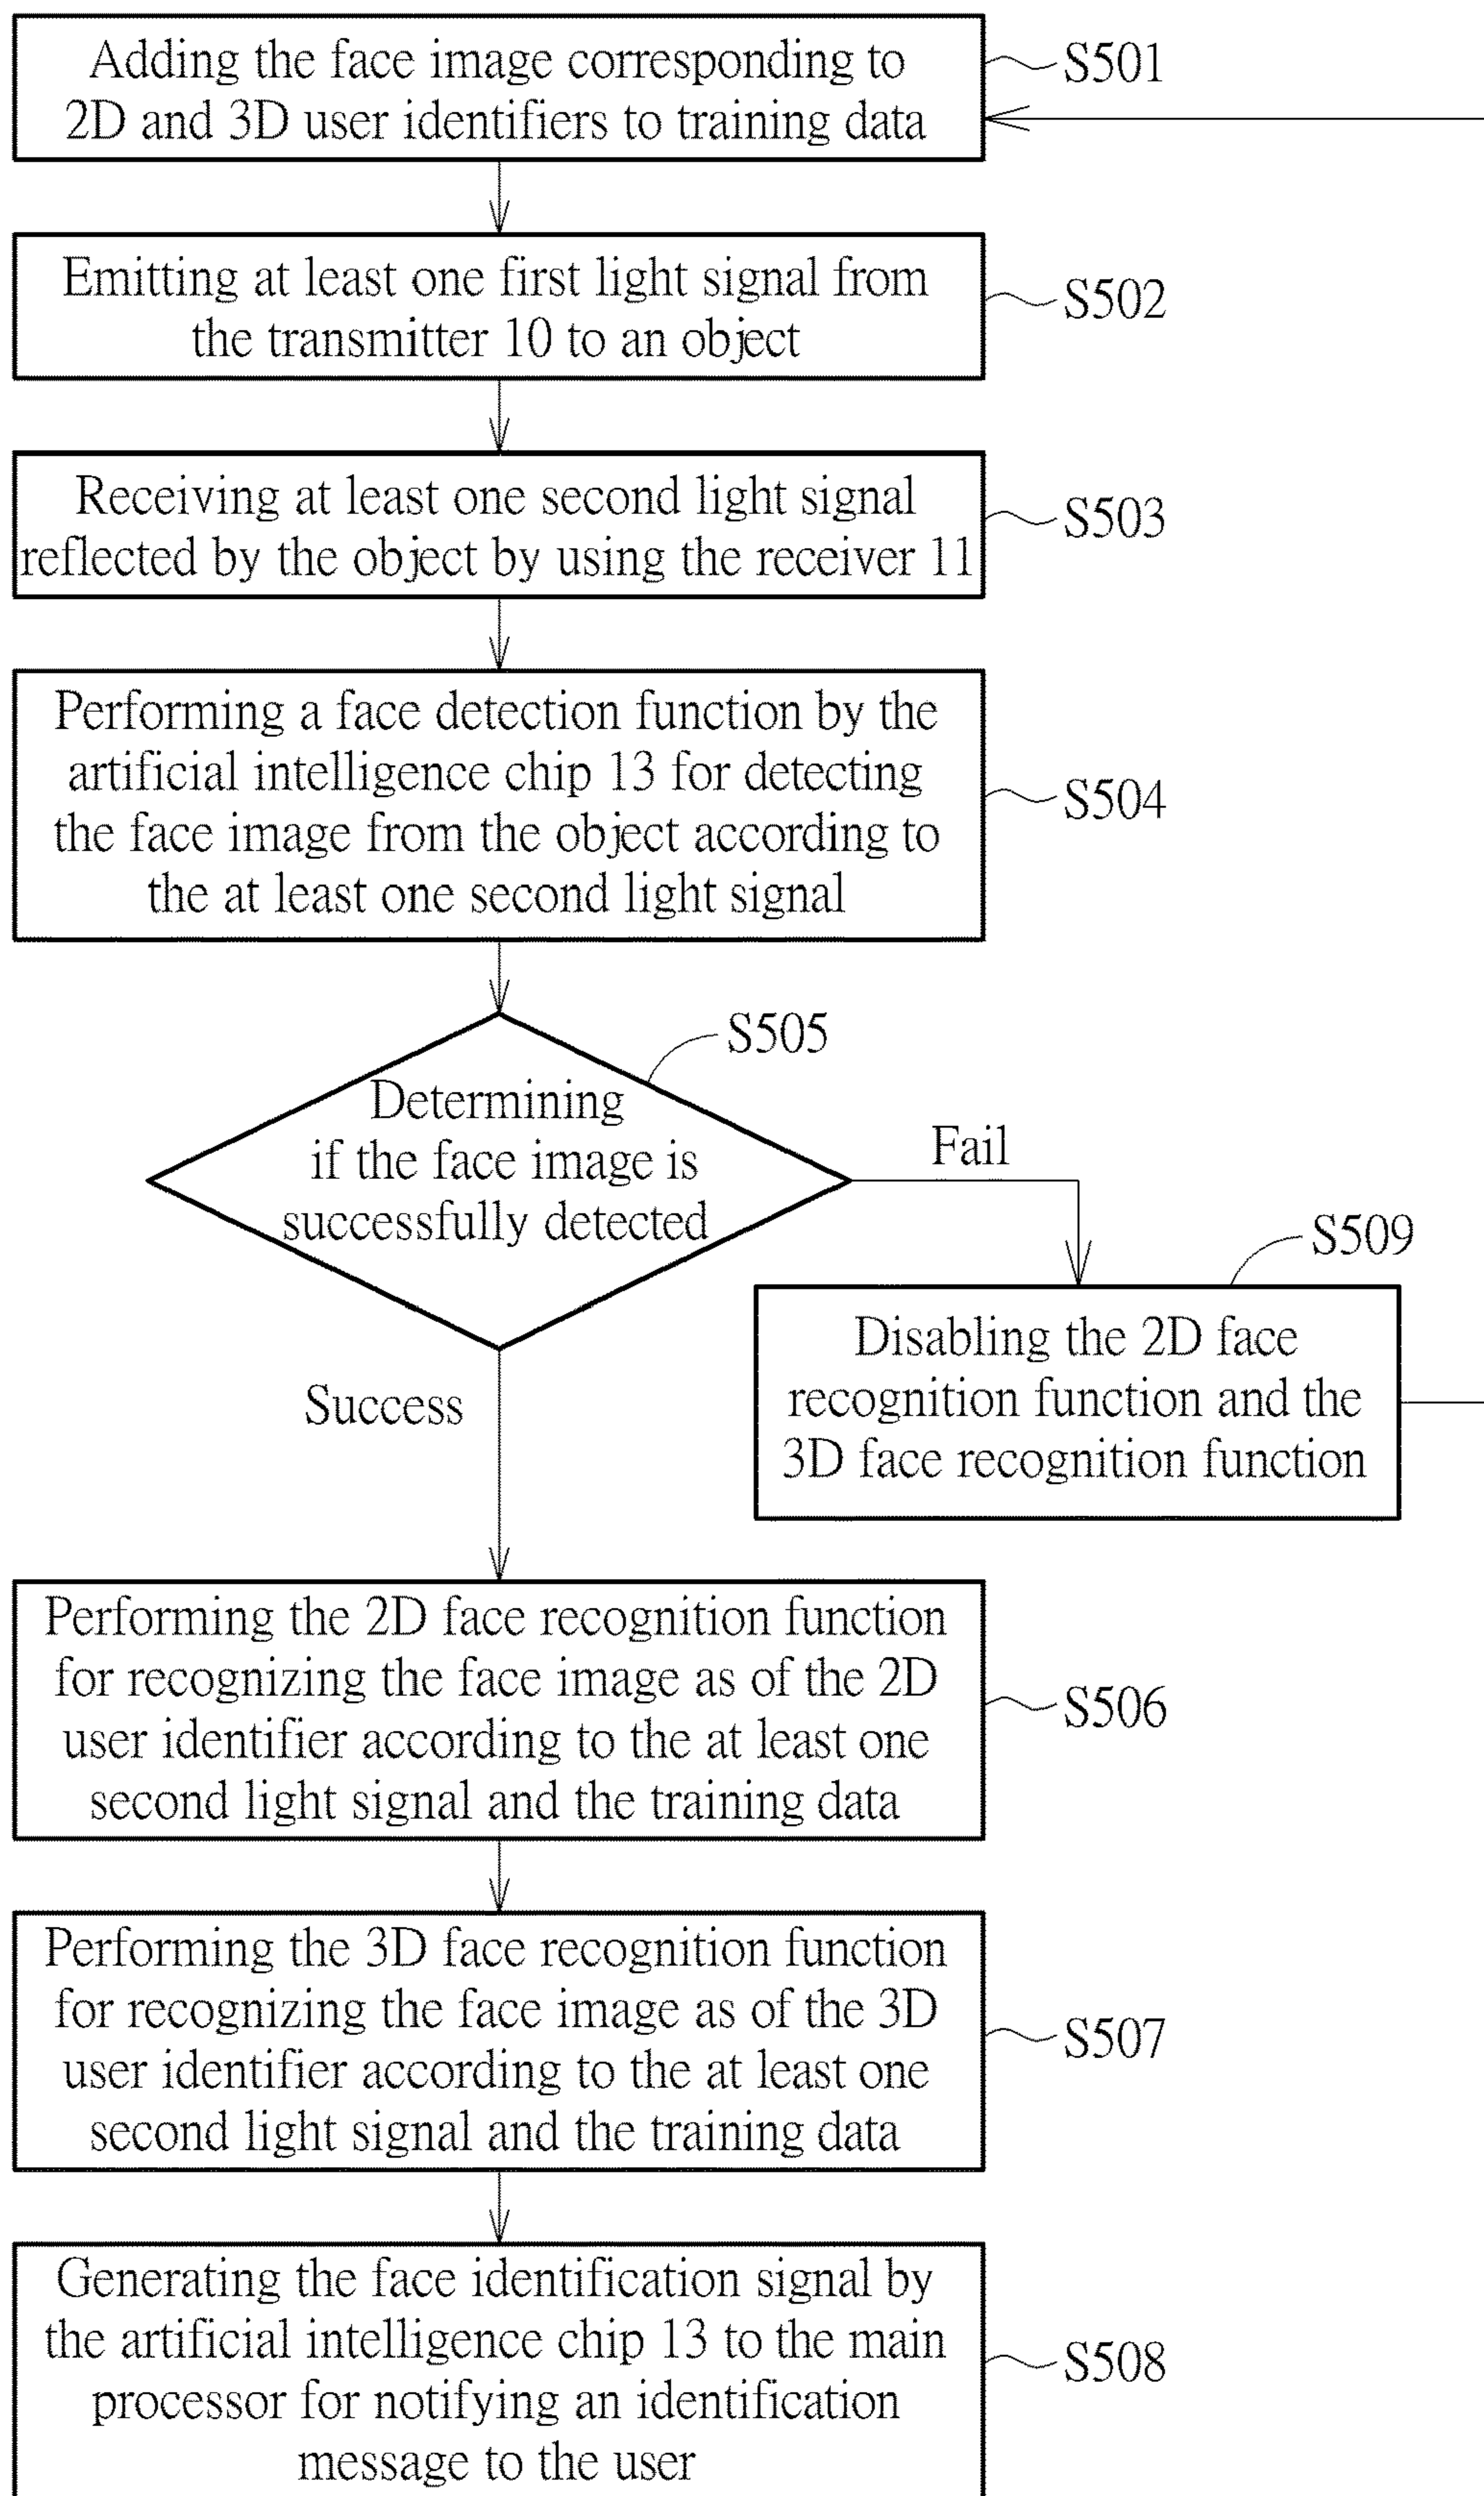 Adding the face image corresponding to
2D and 3D user identifiers to training data
S501
Emitting at least one first light signal from
the transmitter 10 to an object
S502
Receiving at least one second light signal
reflected by the object by using the receiver 11
S503
Performing a face detection function by the
artificial intelligence chip 13 for detecting
the face image from the object according to
the at least one second light signal
S504
S505
Determining
if the face image is
successfully detected
Fail
S509
Disabling the 2D face
recognition function and the
3D face recognition function
Success
Performing the 2D face recognition function
for recognizing the face image as of the 2D
user identifier according to the at least one
second light signal and the training data
S506
Performing the 3D face recognition function
for recognizing the face image as of the 3D
user identifier according to the at least one
second light signal and the training data
S507
Generating the face identification signal by
the artificial intelligence chip 13 to the main
processor for notifying an identification
message to the user
S508